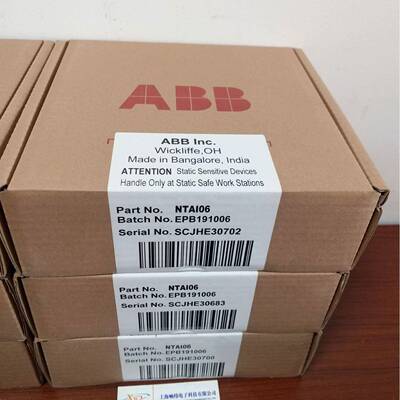 ABB
ABB Inc.
Wickliffe,OH
Made in Bangalore, India
ATTENTION Static Sensitive Devices
Handle Only at Static Safe Work Stations
Part No. NTAI06
Batch No. EPB191006
Serial No. SCJHE30702
Part No. NTAI06
Batch No. EPB191006
Serial No. SCJHE30683
Part No. NTAI06
Batch No. EPB191006
Serial No. SCJHE30700